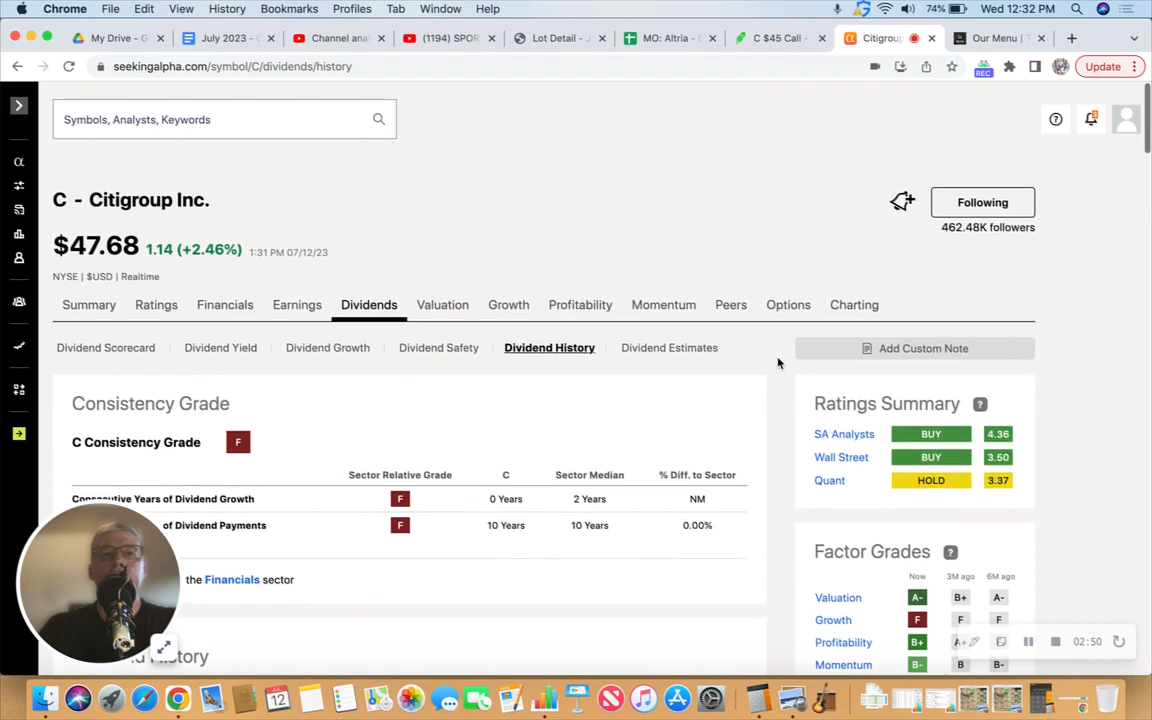 Chrome File Edit View History Bookmarks Profiles Tab Window Help 74% Wed 12:32 PM
My Drive - G July 2023 - Channel anal (1194) SPOR Lot Detail - J MO: Altria - C $45 Call - Citigroup Our Menu | T
seekingalpha.com/symbol/C/dividends/history REC Update
Symbols, Analysts, Keywords
C - Citigroup Inc.
Following
$47.68 1.14 (+2.46%) 1:31 PM 07/12/23
462.48K followers
NYSE | $USD | Realtime
Summary Ratings Financials Earnings Dividends Valuation Growth Profitability Momentum Peers Options Charting
Dividend Scorecard Dividend Yield Dividend Growth Dividend Safety Dividend History Dividend Estimates Add Custom Note
Consistency Grade
C Consistency Grade F
Sector Relative Grade C Sector Median % Diff. to Sector
Consecutive Years of Dividend Growth F 0 Years 2 Years NM
of Dividend Payments F 10 Years 10 Years 0.00%
the Financials sector
History
Ratings Summary ?
SA Analysts BUY 4.36
Wall Street BUY 3.50
Quant HOLD 3.37
Factor Grades ?
Now 3M ago 6M ago
Valuation A- B+ A-
Growth F F F
Profitability B+ A+
Momentum B- B B-
02:50
JUL 12